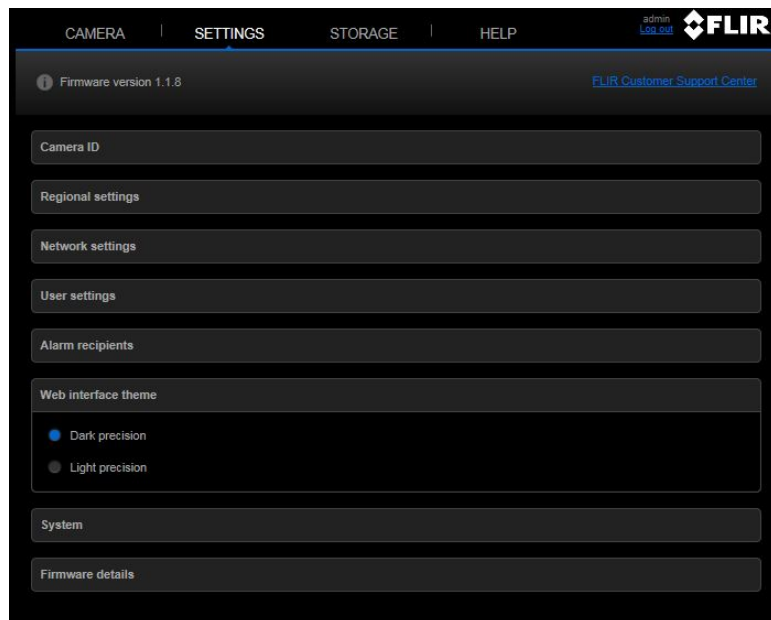 CAMERA SETTINGS STORAGE HELP admin
Log out
FLIR
Firmware version 1.1.8 FLIR Customer Support Center
Camera ID
Regional settings
Network settings
User settings
Alarm recipients
Web interface theme
Dark precision
Light precision
System
Firmware details